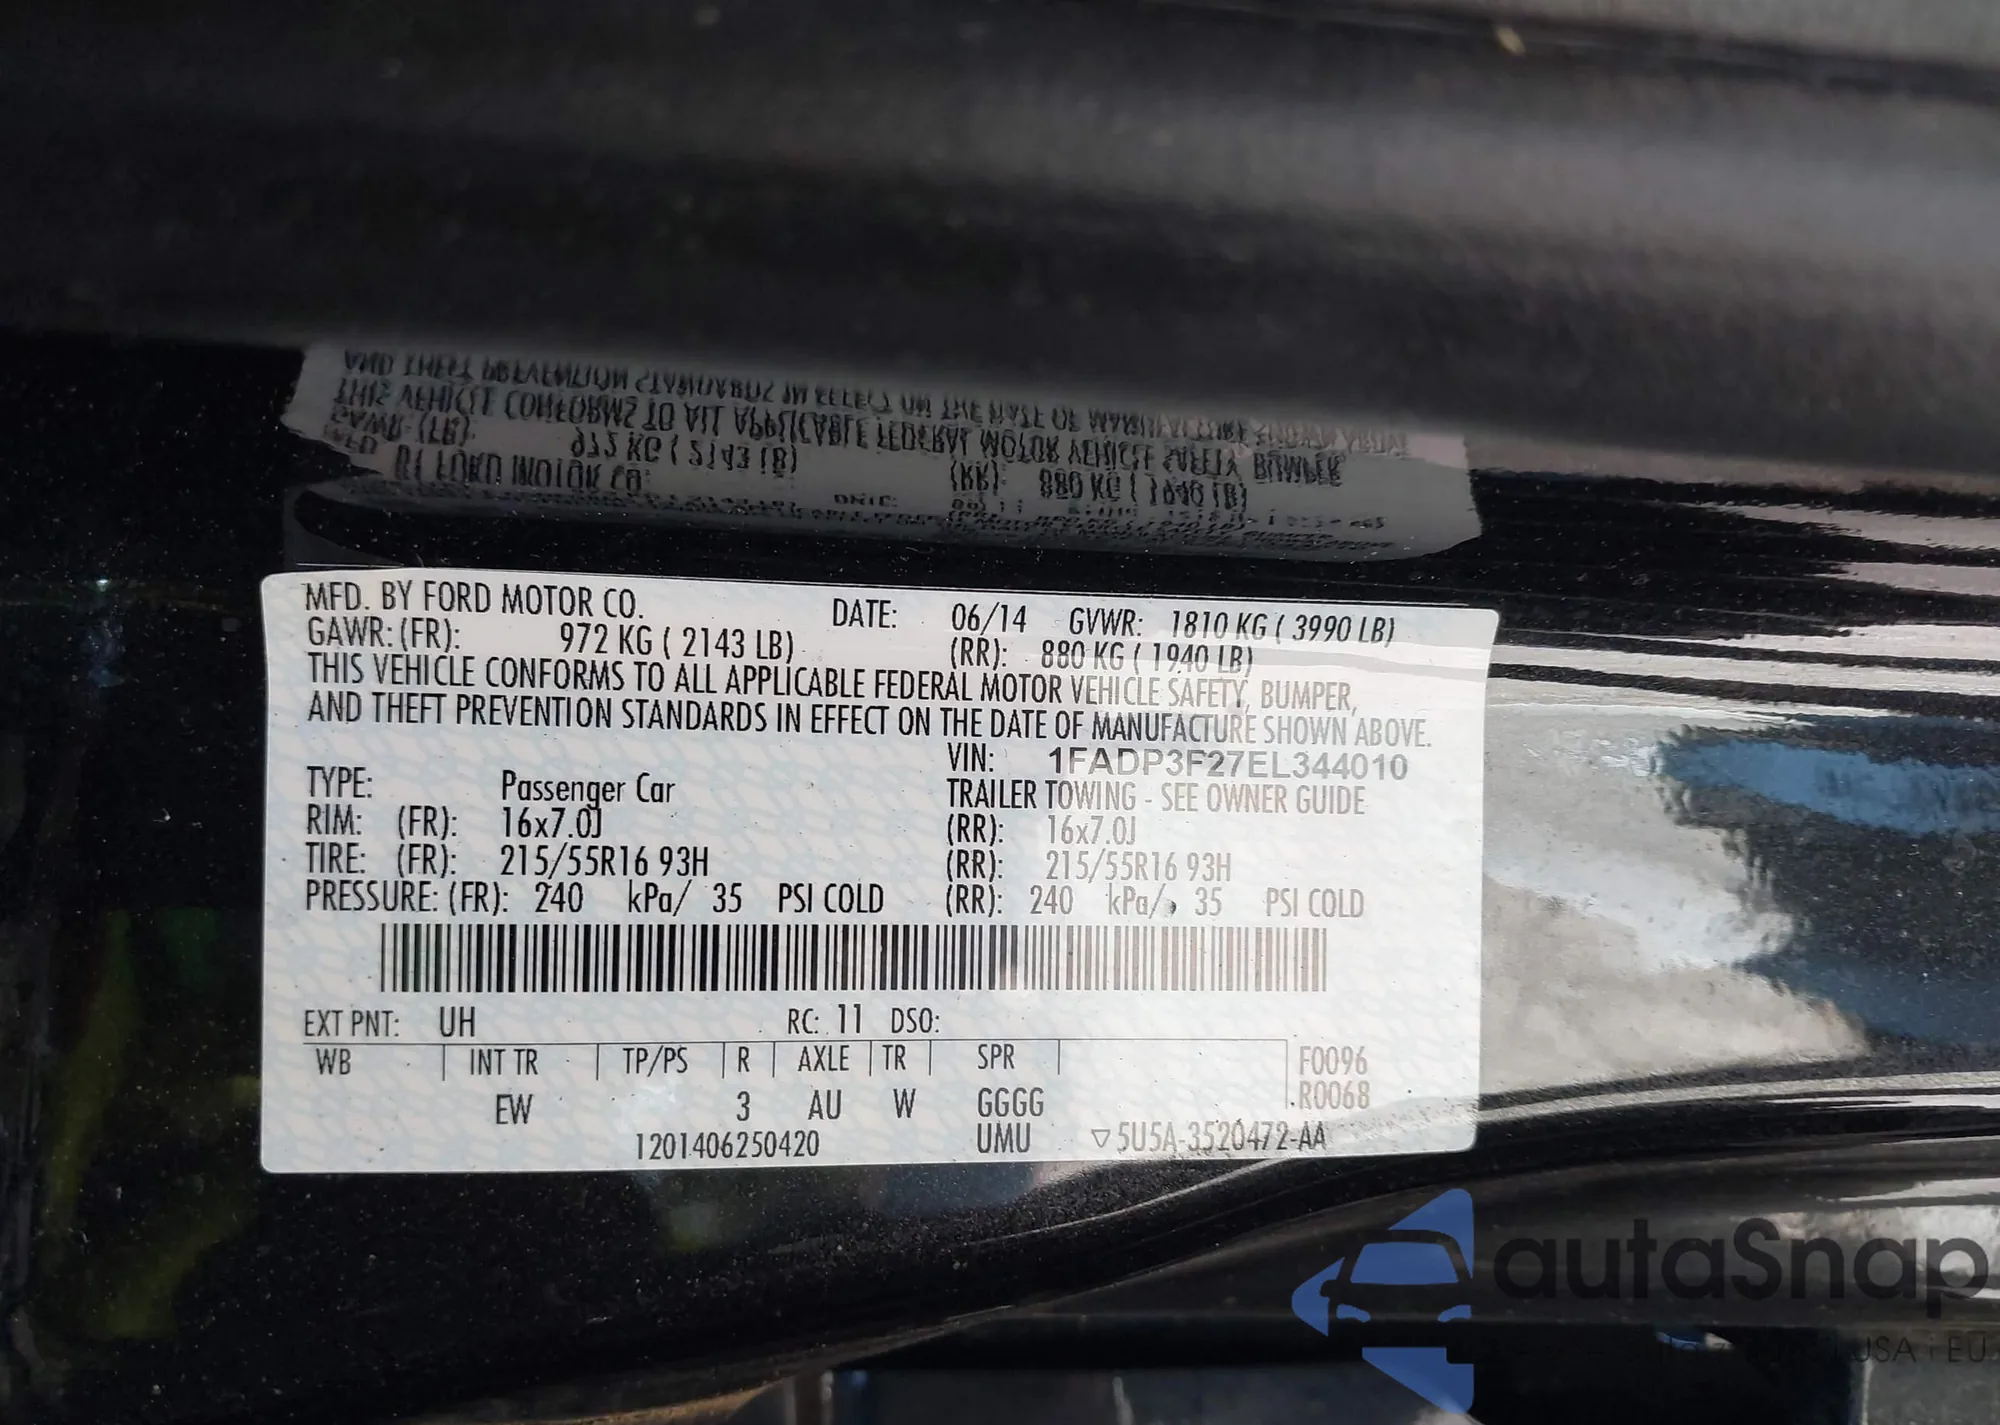 MFD. BY FORD MOTOR CO. DATE: 06/14 GVWR: 1810 KG ( 3990 LB)
GAWR: (FR): 972 KG ( 2143 LB) (RR): 880 KG ( 1940 LB)
THIS VEHICLE CONFORMS TO ALL APPLICABLE FEDERAL MOTOR VEHICLE SAFETY, BUMPER,
AND THEFT PREVENTION STANDARDS IN EFFECT ON THE DATE OF MANUFACTURE SHOWN ABOVE.
VIN: 1FADP3F27EL344010
TYPE: Passenger Car TRAILER TOWING - SEE OWNER GUIDE
RIM: (FR): 16x7.0J (RR): 16x7.0J
TIRE: (FR): 215/55R16 93H (RR): 215/55R16 93H
PRESSURE: (FR): 240 kPa/ 35 PSI COLD (RR): 240 kPa/ 35 PSI COLD
EXT PNT: UH RC: 11 DSO:
WB INT TR TP/PS R AXLE TR SPR F0096
R0068
EW 3 AU W GGGG
1201406250420 UMU ▽5U5A-3520472-AA
autaSnap
USA i EU